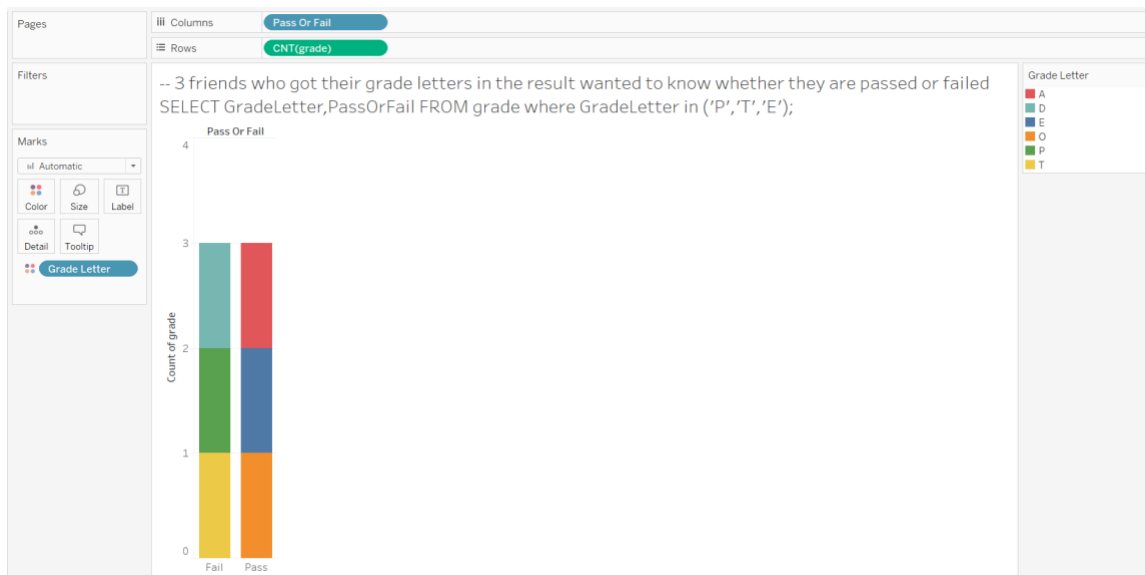 Pages
Columns
Pass Or Fail
Rows
CNT(grade)
Filters
-- 3 friends who got their grade letters in the result wanted to know whether they are passed or failed
SELECT GradeLetter,PassOrFail FROM grade where GradeLetter in ('P','T','E');
Grade Letter
A
D
E
O
P
T
Marks
Automatic
Color
Size
Label
Detail
Tooltip
Grade Letter
Pass Or Fail
Count of grade
4
3
2
1
0
Fail
Pass